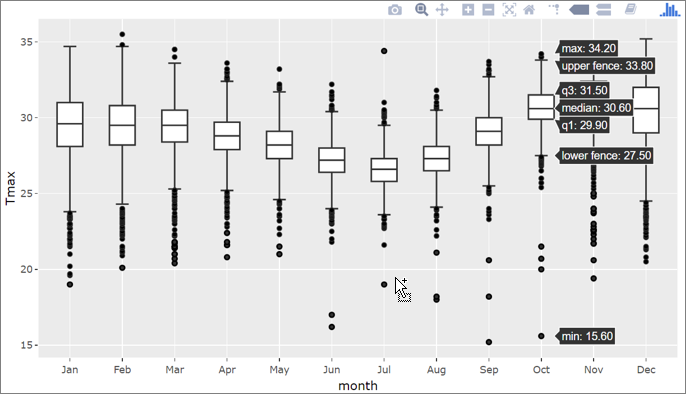 35
30
25
20
15
Tmax
max: 34.20
upper fence: 33.80
q3: 31.50
median: 30.60
q1: 29.90
lower fence: 27.50
min: 15.60
Jan Feb Mar Apr May Jun Jul Aug Sep Oct Nov Dec
month